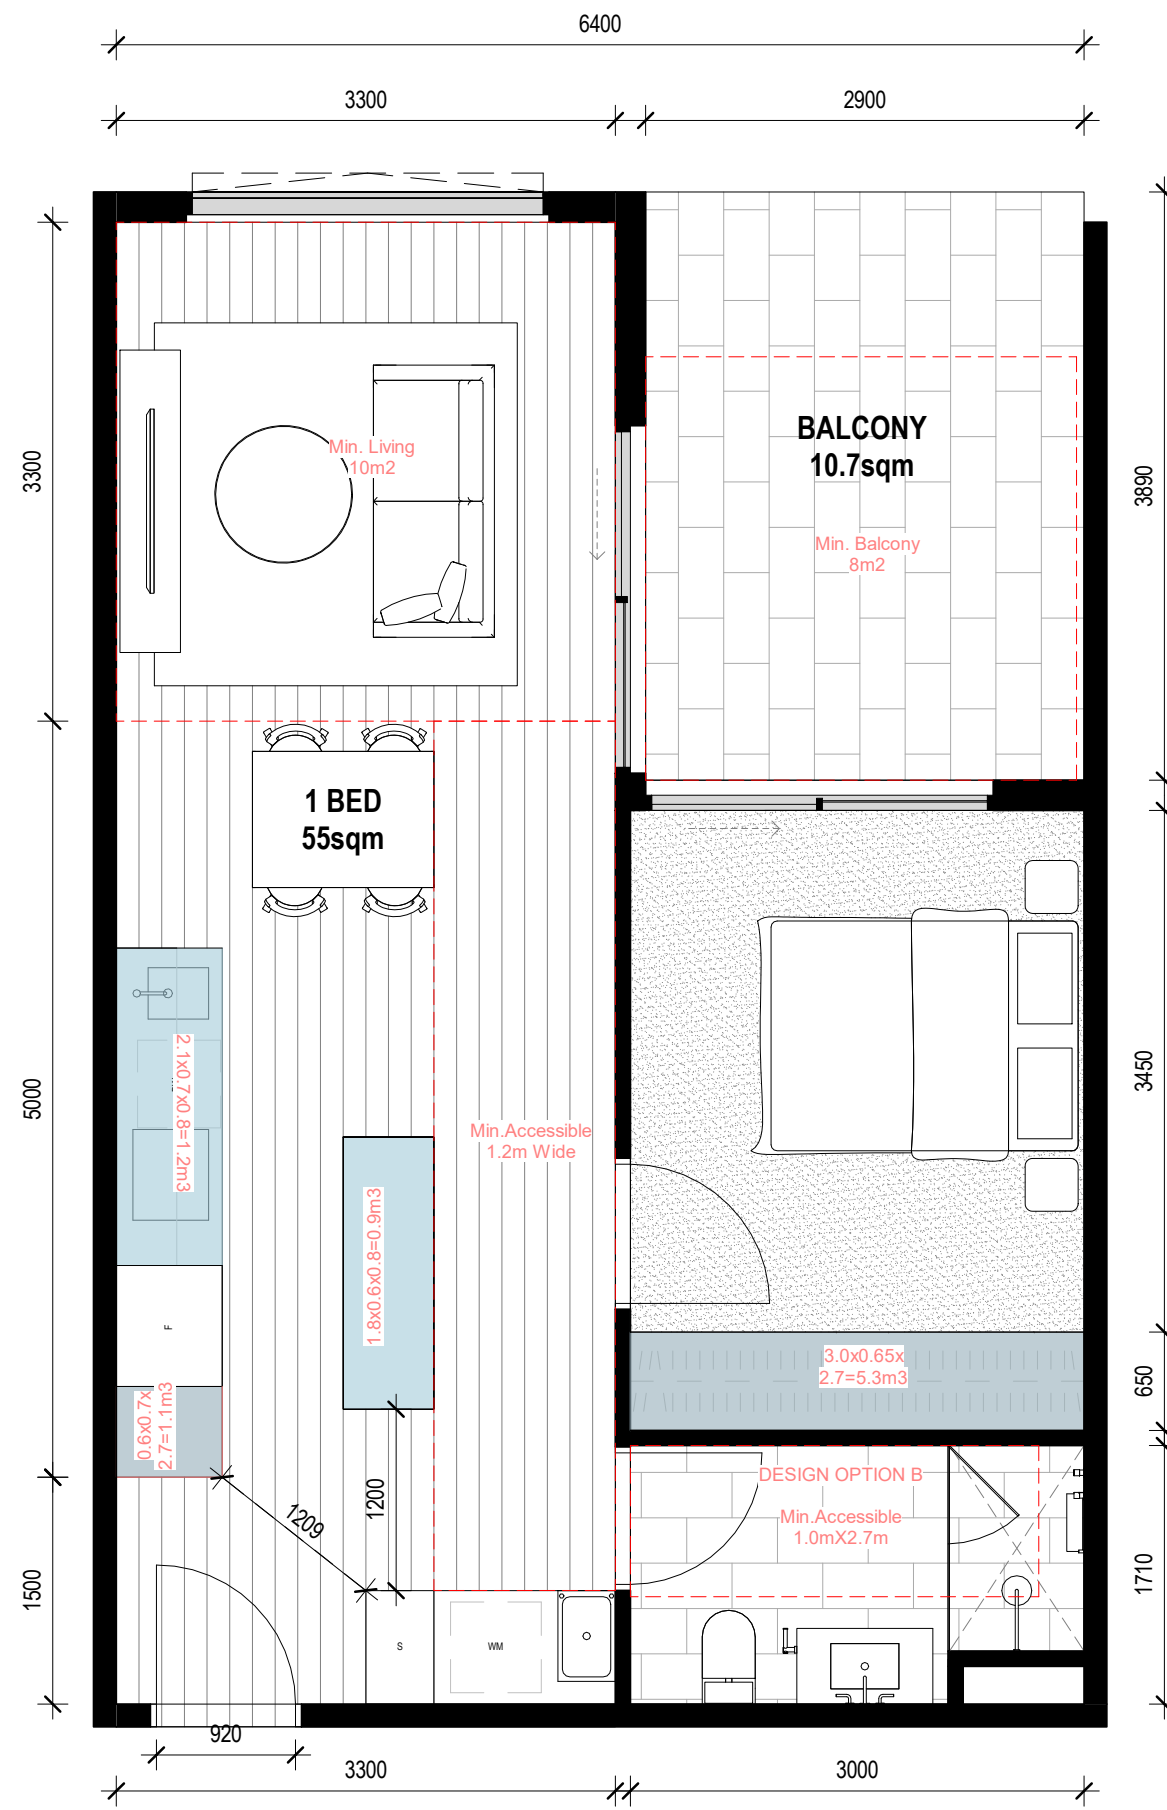 6400
3300
2900
3300
Min. Living
10m2
BALCONY
10.7sqm
Min. Balcony
8m2
3890
1 BED
55sqm
5000
2.1x0.7x0.8=1.2m3
Min.Accessible
1.2m Wide
3450
1.8x0.6x0.8=0.9m3
F
0.6x0.7x
2.7=1.1m3
3.0x0.65x
2.7=5.3m3
650
1209
1200
DESIGN OPTION B
Min.Accessible
1.0mX2.7m
1500
1710
S
WM
920
3300
3000